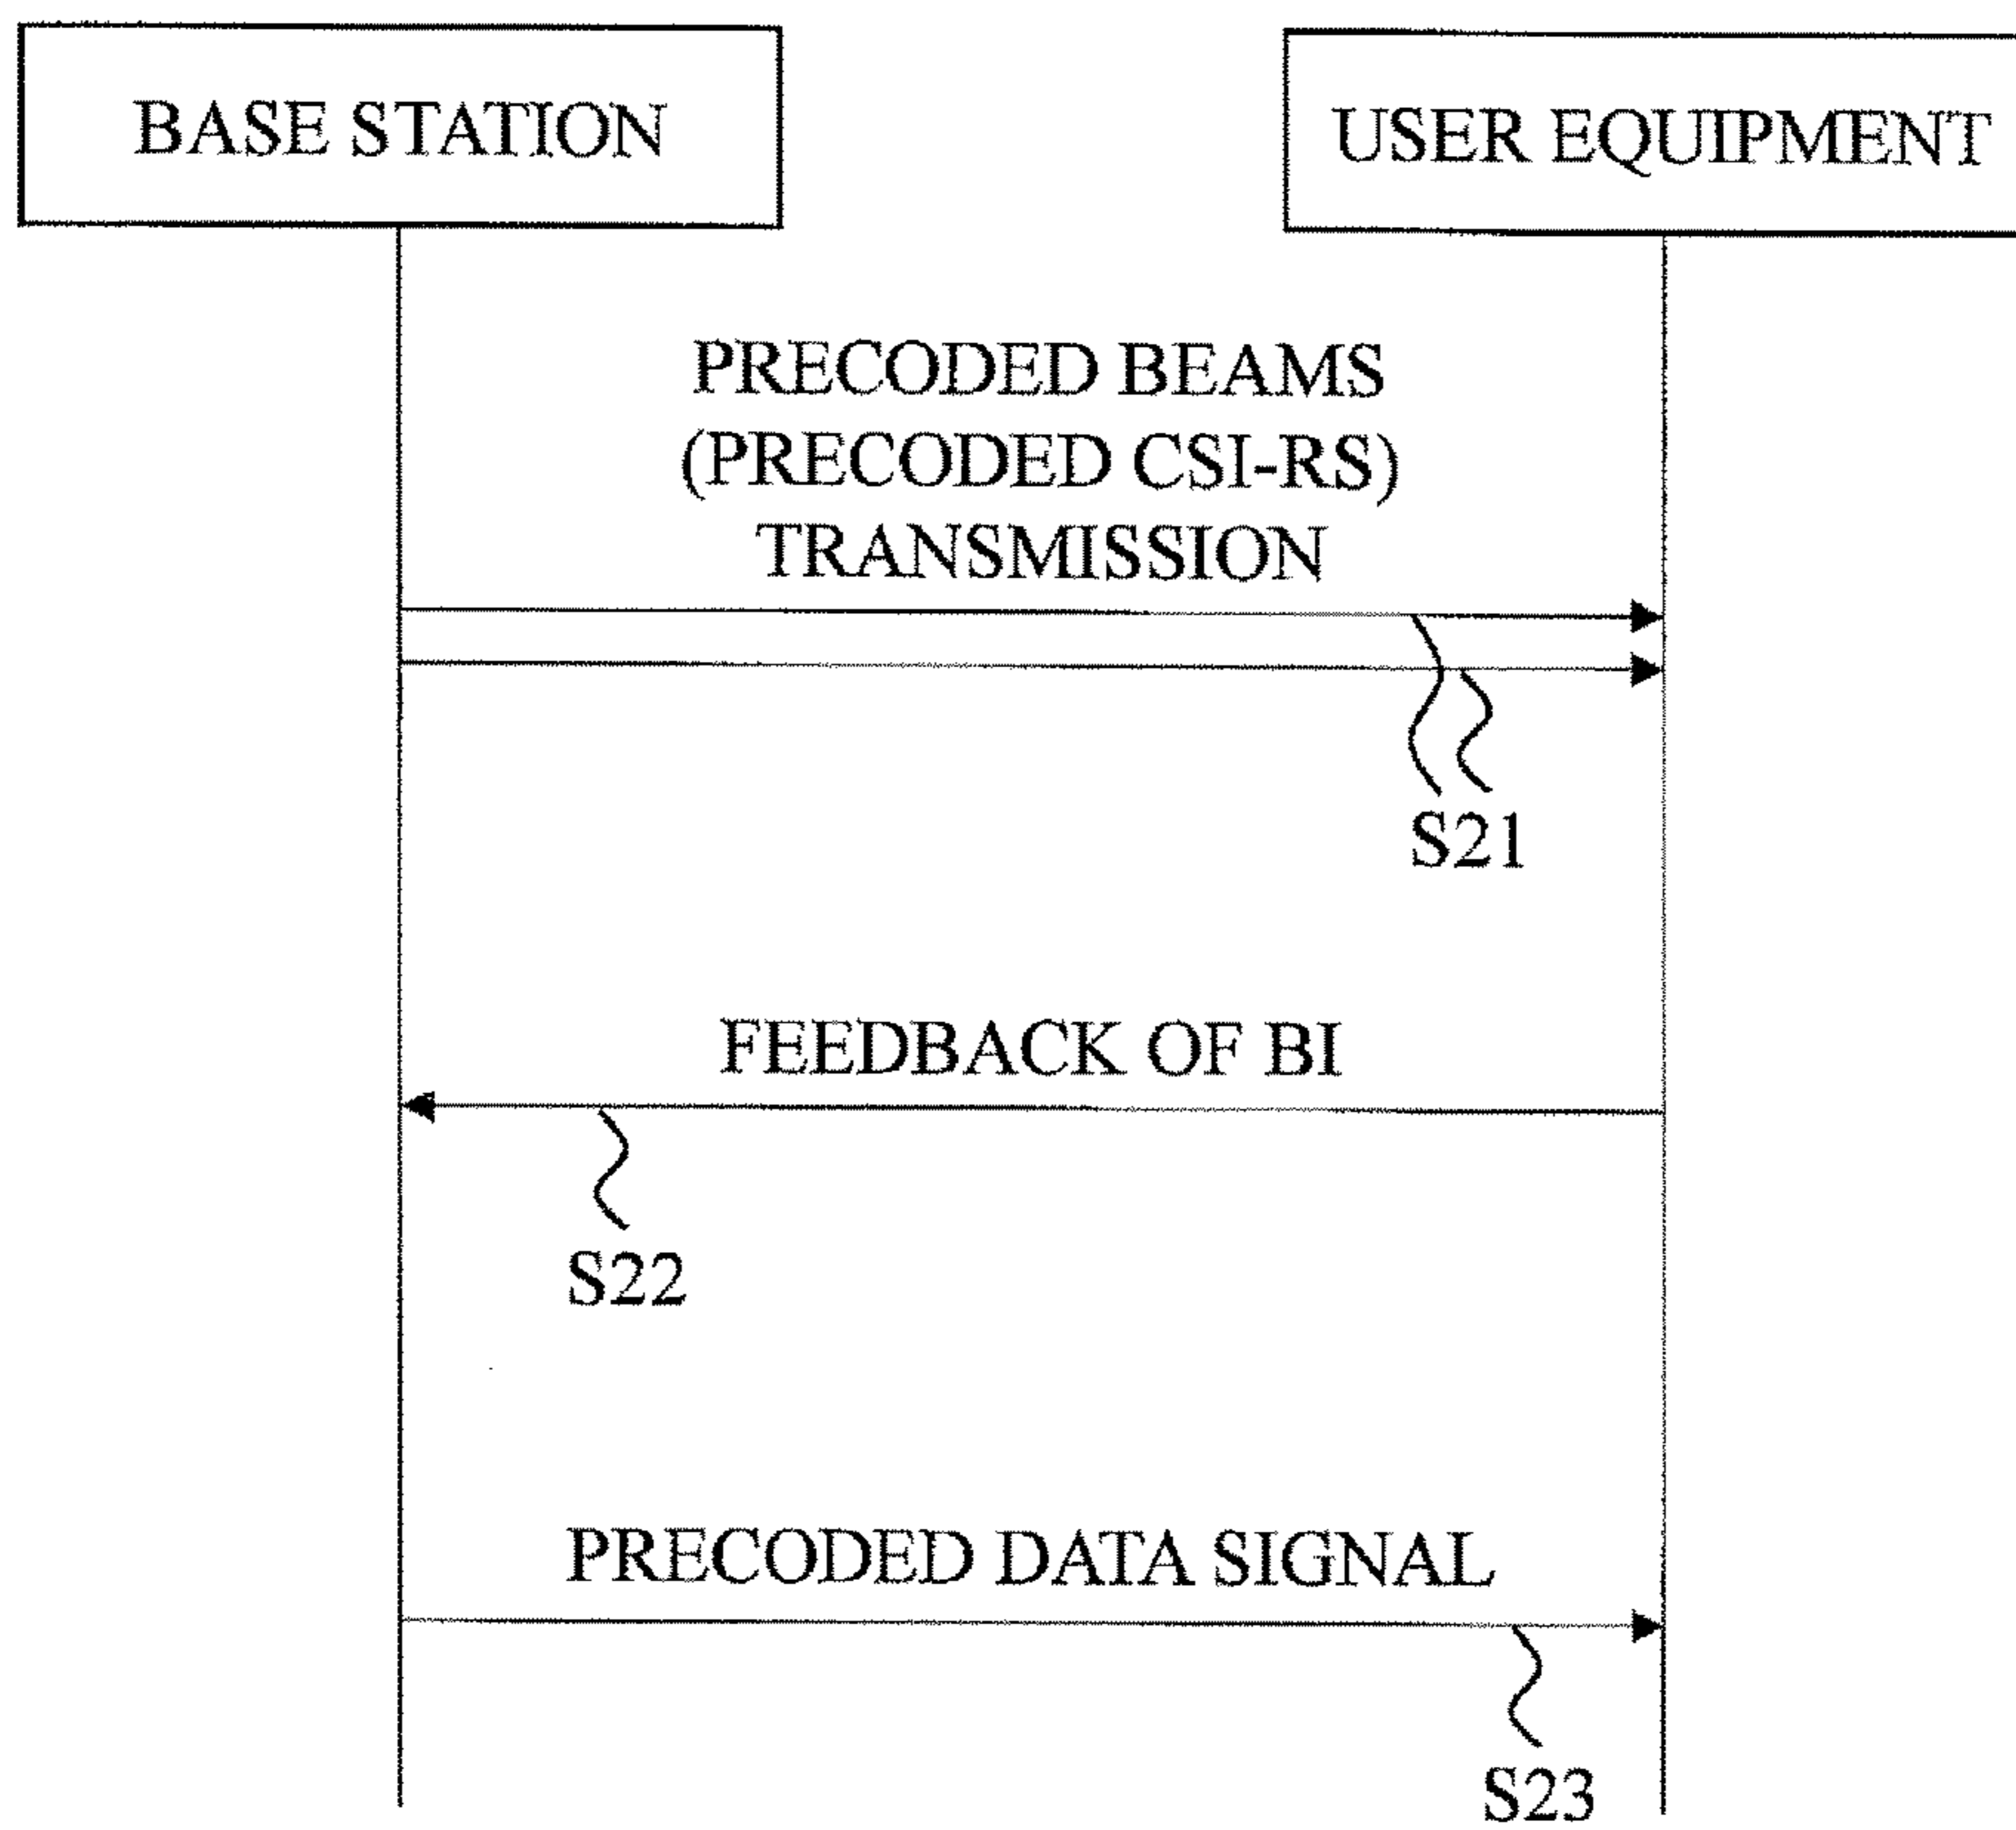 BASE STATION
USER EQUIPMENT
PRECODED BEAMS
(PRECODED CSI-RS)
TRANSMISSION
S21
FEEDBACK OF BI
S22
PRECODED DATA SIGNAL
S23